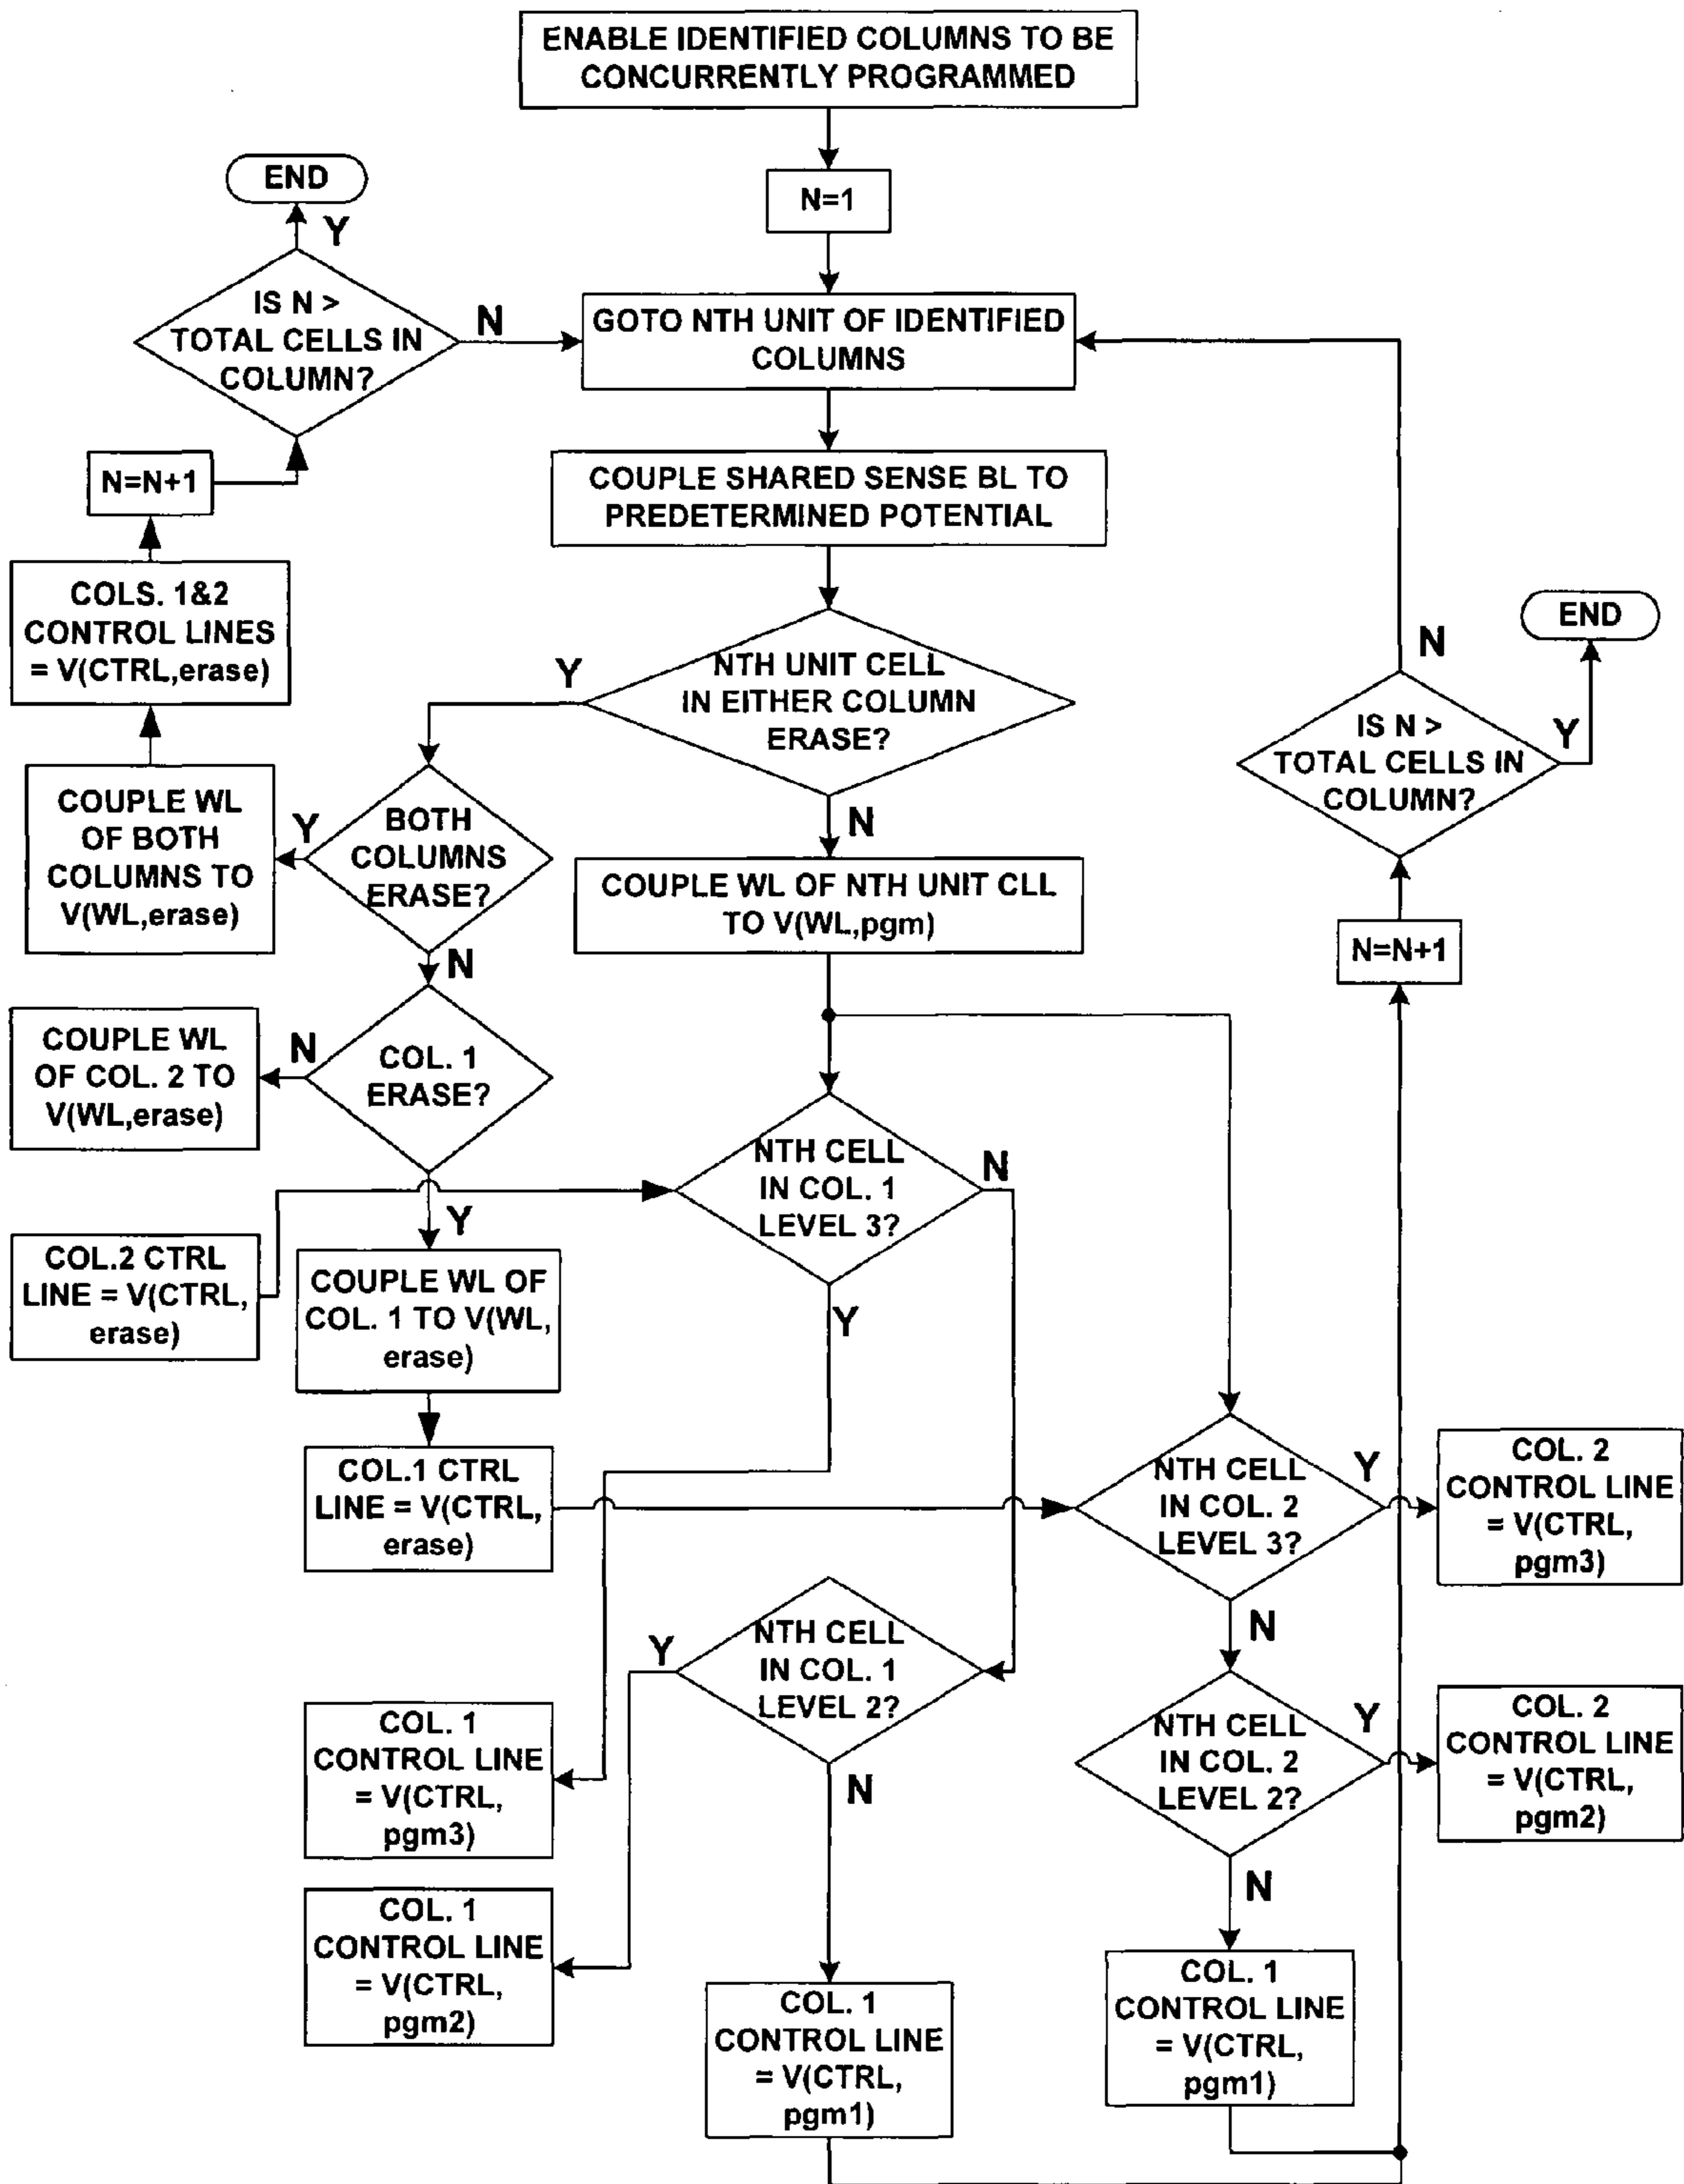 ENABLE IDENTIFIED COLUMNS TO BE
CONCURRENTLY PROGRAMMED
END
N=1
Y
IS N >
TOTAL CELLS IN
COLUMN?
N
GOTO NTH UNIT OF IDENTIFIED
COLUMNS
N=N+1
COUPLE SHARED SENSE BL TO
PREDETERMINED POTENTIAL
COLS. 1&2
CONTROL LINES
= V(CTRL,erase)
Y
NTH UNIT CELL
IN EITHER COLUMN
ERASE?
N
END
IS N >
TOTAL CELLS IN
COLUMN?
Y
COUPLE WL
OF BOTH
COLUMNS TO
V(WL,erase)
Y
BOTH
COLUMNS
ERASE?
N
N
COUPLE WL OF NTH UNIT CLL
TO V(WL,pgm)
N=N+1
COUPLE WL
OF COL. 2 TO
V(WL,erase)
N
COL. 1
ERASE?
Y
NTH CELL
IN COL. 1
LEVEL 3?
N
Y
COL.2 CTRL
LINE = V(CTRL,
erase)
COUPLE WL OF
COL. 1 TO V(WL,
erase)
COL.1 CTRL
LINE = V(CTRL,
erase)
NTH CELL
IN COL. 2
LEVEL 3?
Y
N
COL. 2
CONTROL LINE
= V(CTRL,
pgm3)
Y
NTH CELL
IN COL. 1
LEVEL 2?
N
NTH CELL
IN COL. 2
LEVEL 2?
Y
N
COL. 2
CONTROL LINE
= V(CTRL,
pgm2)
COL. 1
CONTROL LINE
= V(CTRL,
pgm3)
COL. 1
CONTROL LINE
= V(CTRL,
pgm2)
COL. 1
CONTROL LINE
= V(CTRL,
pgm1)
COL. 1
CONTROL LINE
= V(CTRL,
pgm1)